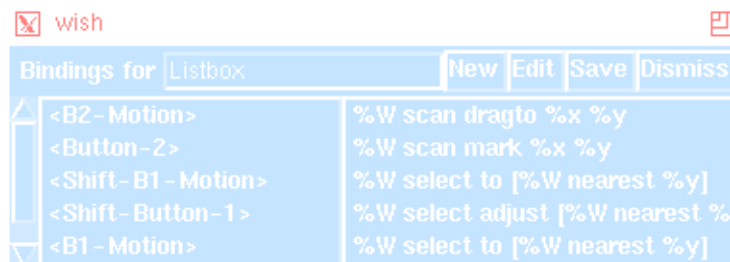 wish
Bindings for Listbox New Edit Save Dismiss
<B2-Motion> %W scan dragto %x %y
<Button-2> %W scan mark %x %y
<Shift-B1-Motion> %W select to [%W nearest %y]
<Shift-Button-1> %W select adjust [%W nearest %
<B1-Motion> %W select to [%W nearest %y]